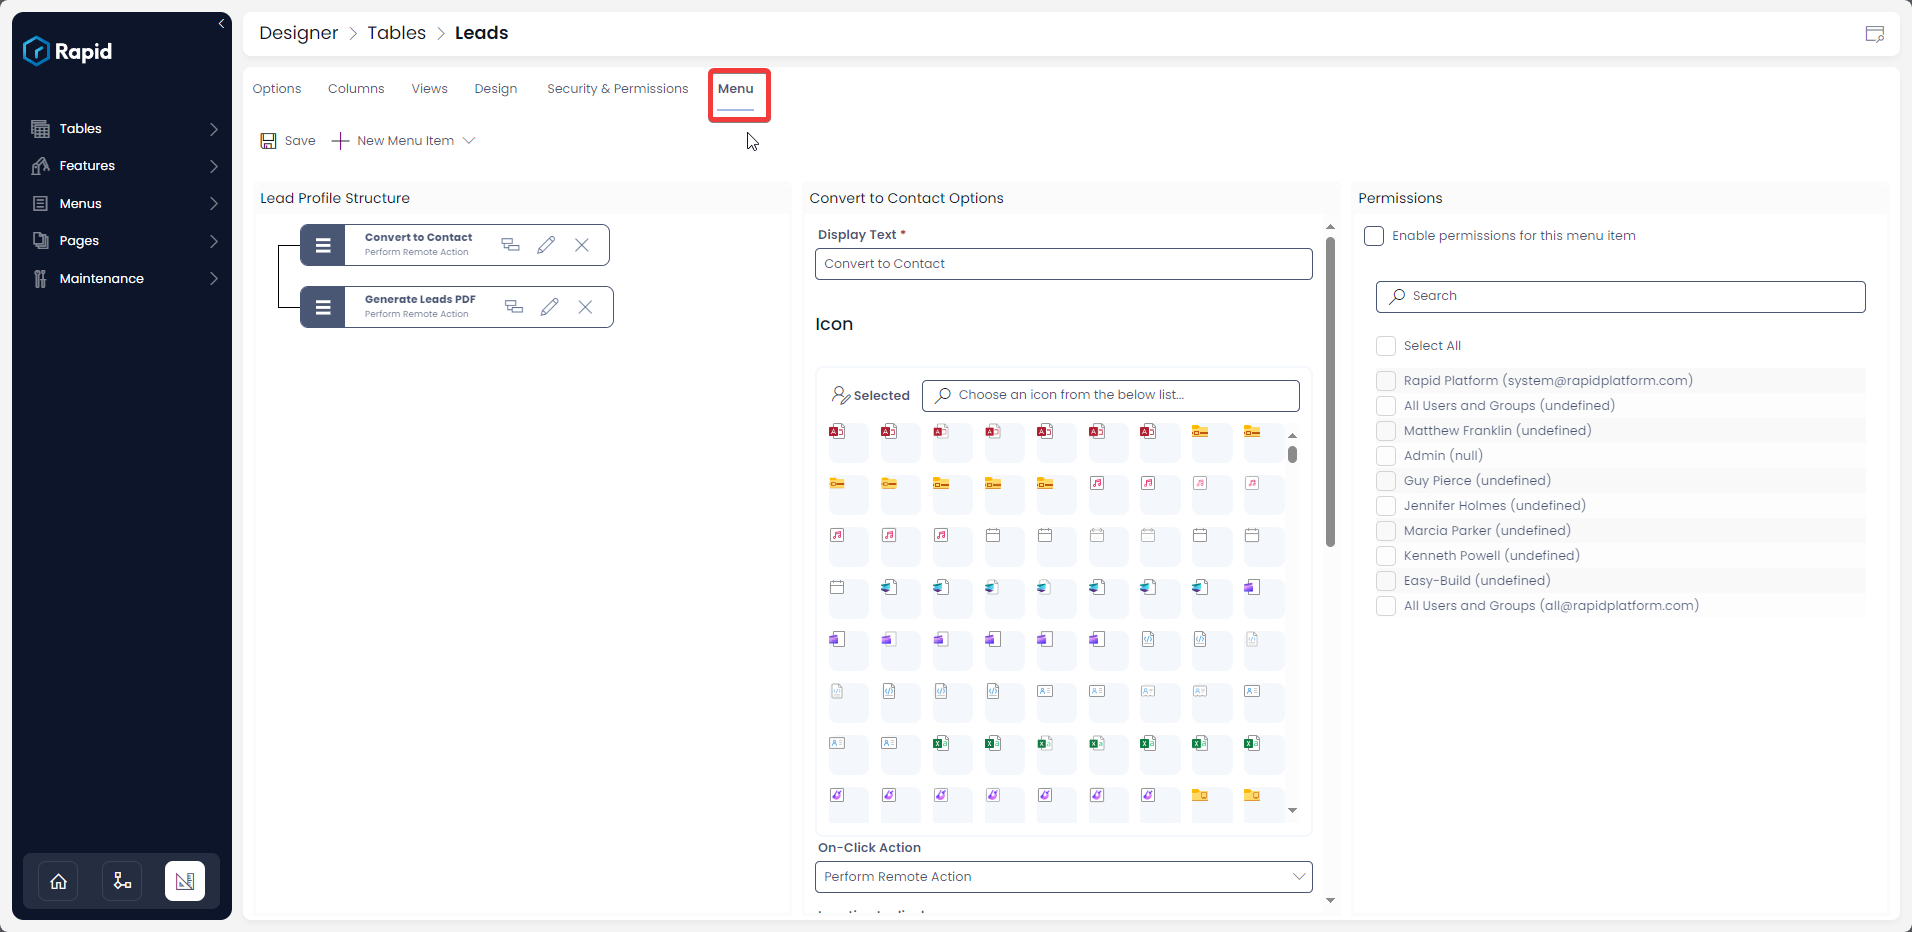 Rapid
Tables
Features
Menus
Pages
Maintenance
Designer > Tables > Leads
Options Columns Views Design Security & Permissions Menu
Save New Menu Item
Lead Profile Structure
Convert to Contact
Perform Remote Action
Generate Leads PDF
Perform Remote Action
Convert to Contact Options
Display Text *
Convert to Contact
Icon
Selected
Choose an icon from the below list...
On-Click Action
Perform Remote Action
Permissions
Enable permissions for this menu item
Search
Select All
Rapid Platform (system@rapidplatform.com)
All Users and Groups (undefined)
Matthew Franklin (undefined)
Admin (null)
Guy Pierce (undefined)
Jennifer Holmes (undefined)
Marcia Parker (undefined)
Kenneth Powell (undefined)
Easy-Build (undefined)
All Users and Groups (all@rapidplatform.com)